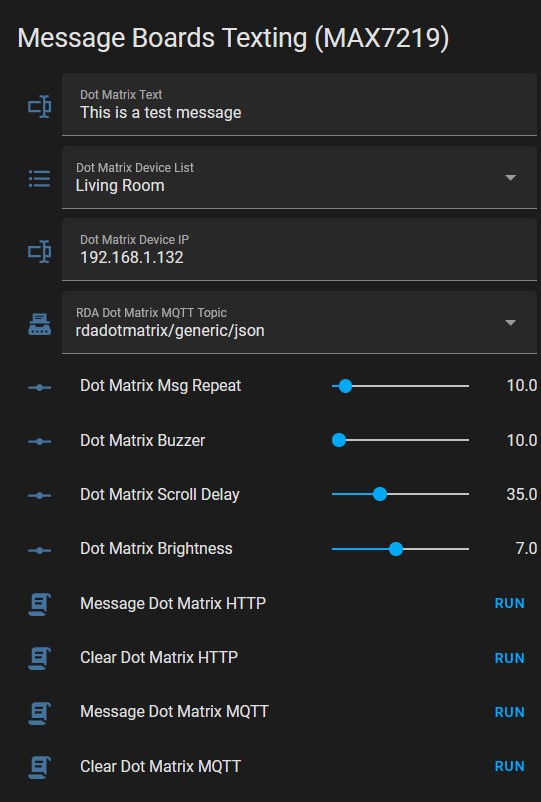 Message Boards Texting (MAX7219)
Dot Matrix Text
This is a test message
Dot Matrix Device List
Living Room
Dot Matrix Device IP
192.168.1.132
RDA Dot Matrix MQTT Topic
rdadotmatrix/generic/json
Dot Matrix Msg Repeat 10.0
Dot Matrix Buzzer 10.0
Dot Matrix Scroll Delay 35.0
Dot Matrix Brightness 7.0
Message Dot Matrix HTTP RUN
Clear Dot Matrix HTTP RUN
Message Dot Matrix MQTT RUN
Clear Dot Matrix MQTT RUN